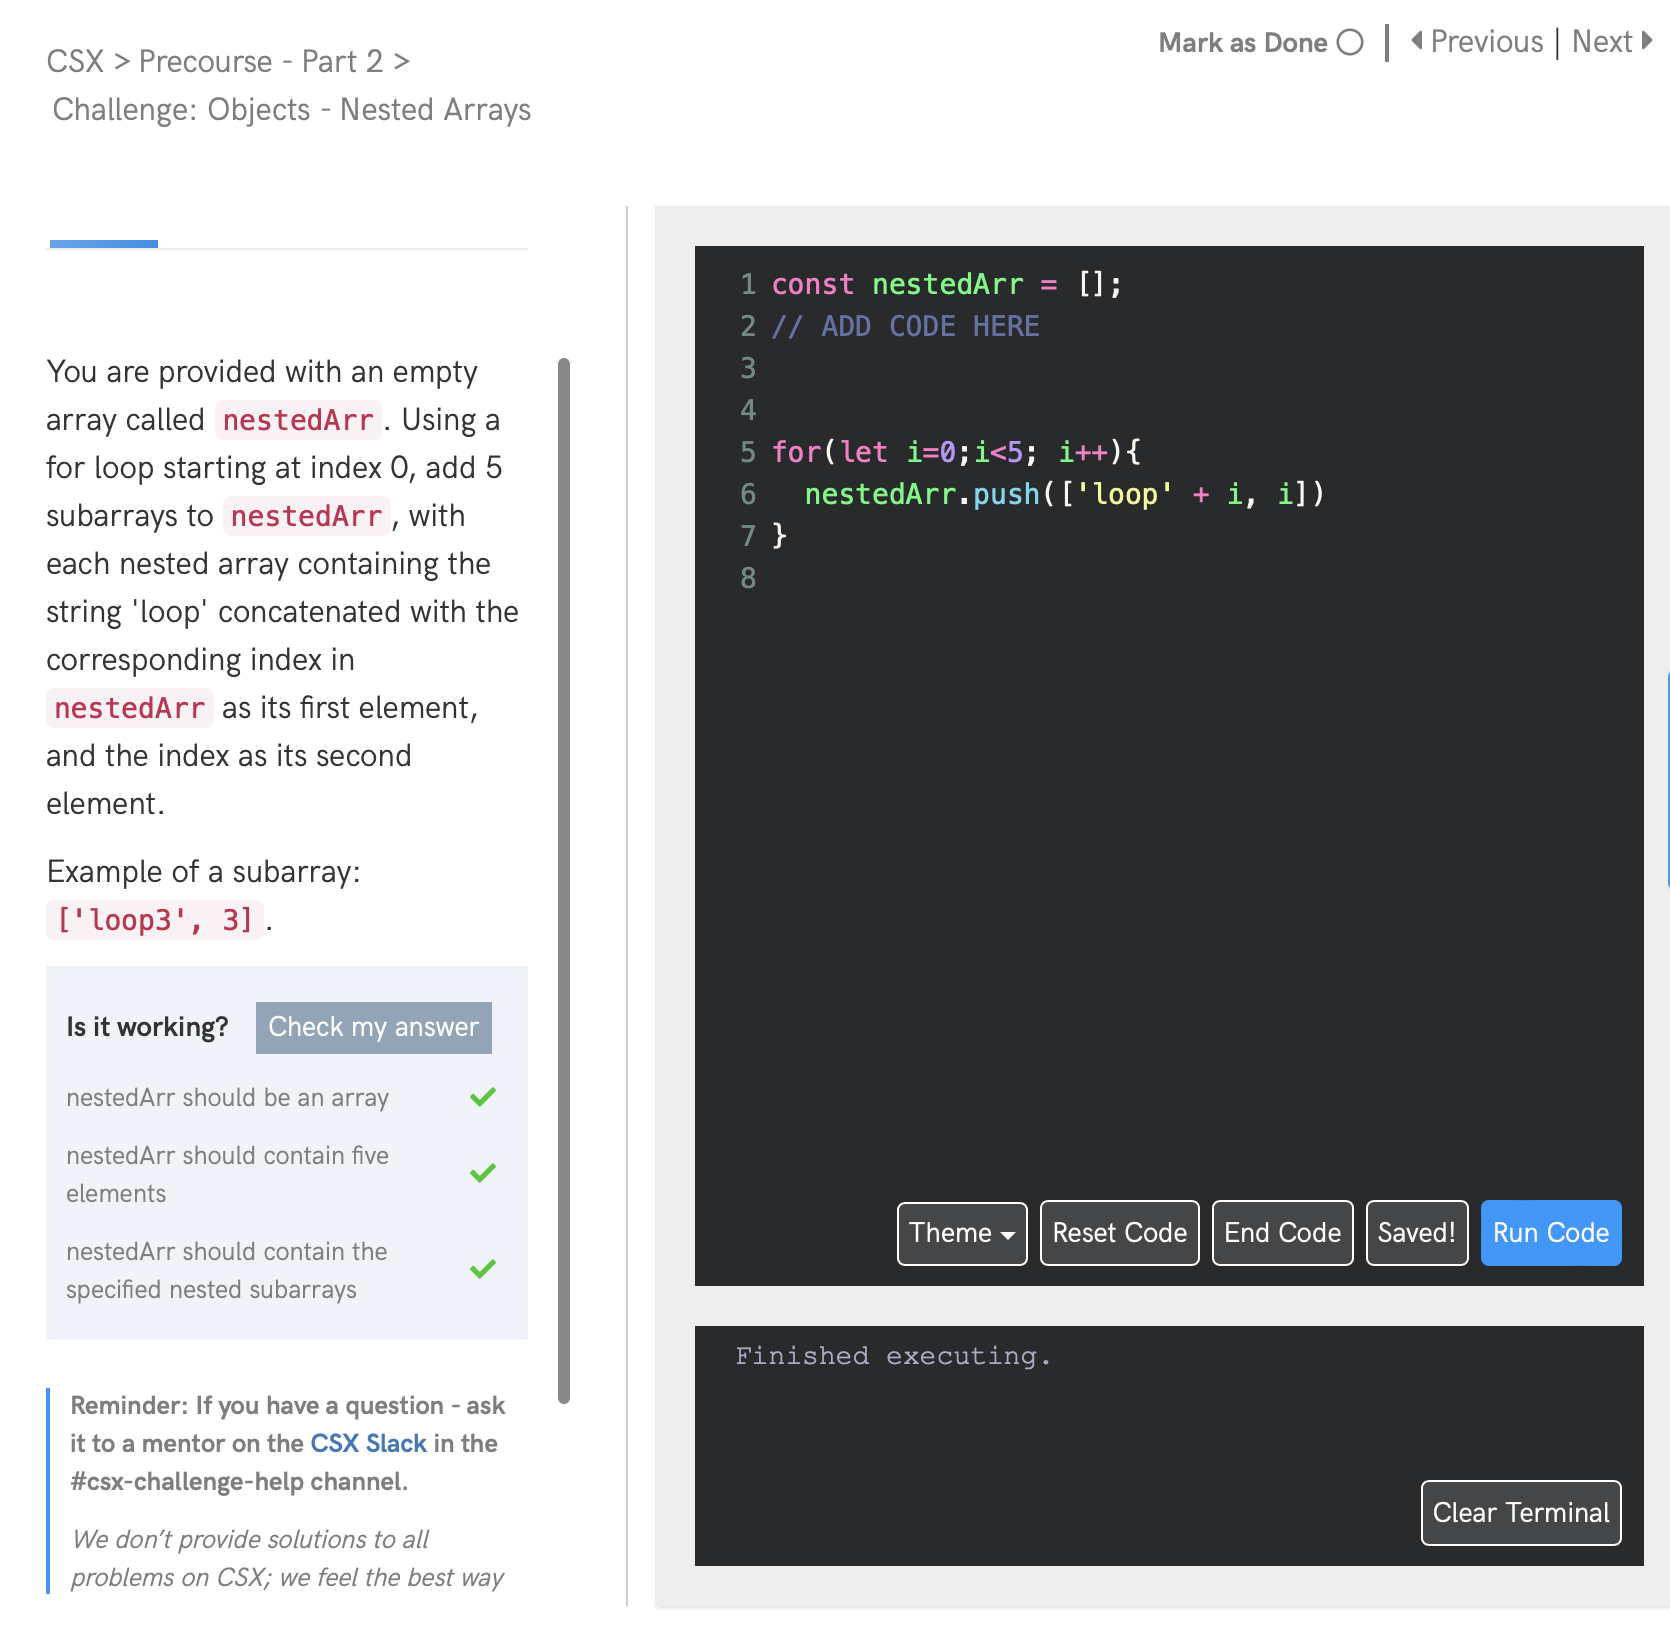 CSX > Precourse - Part 2 >
Challenge: Objects - Nested Arrays
Mark as Done | Previous | Next
You are provided with an empty
array called nestedArr. Using a
for loop starting at index 0, add 5
subarrays to nestedArr, with
each nested array containing the
string 'loop' concatenated with the
corresponding index in
nestedArr as its first element,
and the index as its second
element.
Example of a subarray:
['loop3', 3].
Is it working? Check my answer
nestedArr should be an array
nestedArr should contain five
elements
nestedArr should contain the
specified nested subarrays
Reminder: If you have a question - ask
it to a mentor on the CSX Slack in the
#csx-challenge-help channel.
We don’t provide solutions to all
problems on CSX; we feel the best way
1 const nestedArr = [];
2 // ADD CODE HERE
3
4
5 for(let i=0;i<5; i++){
6   nestedArr.push(['loop' + i, i])
7 }
8
Theme Reset Code End Code Saved! Run Code
Finished executing.
Clear Terminal